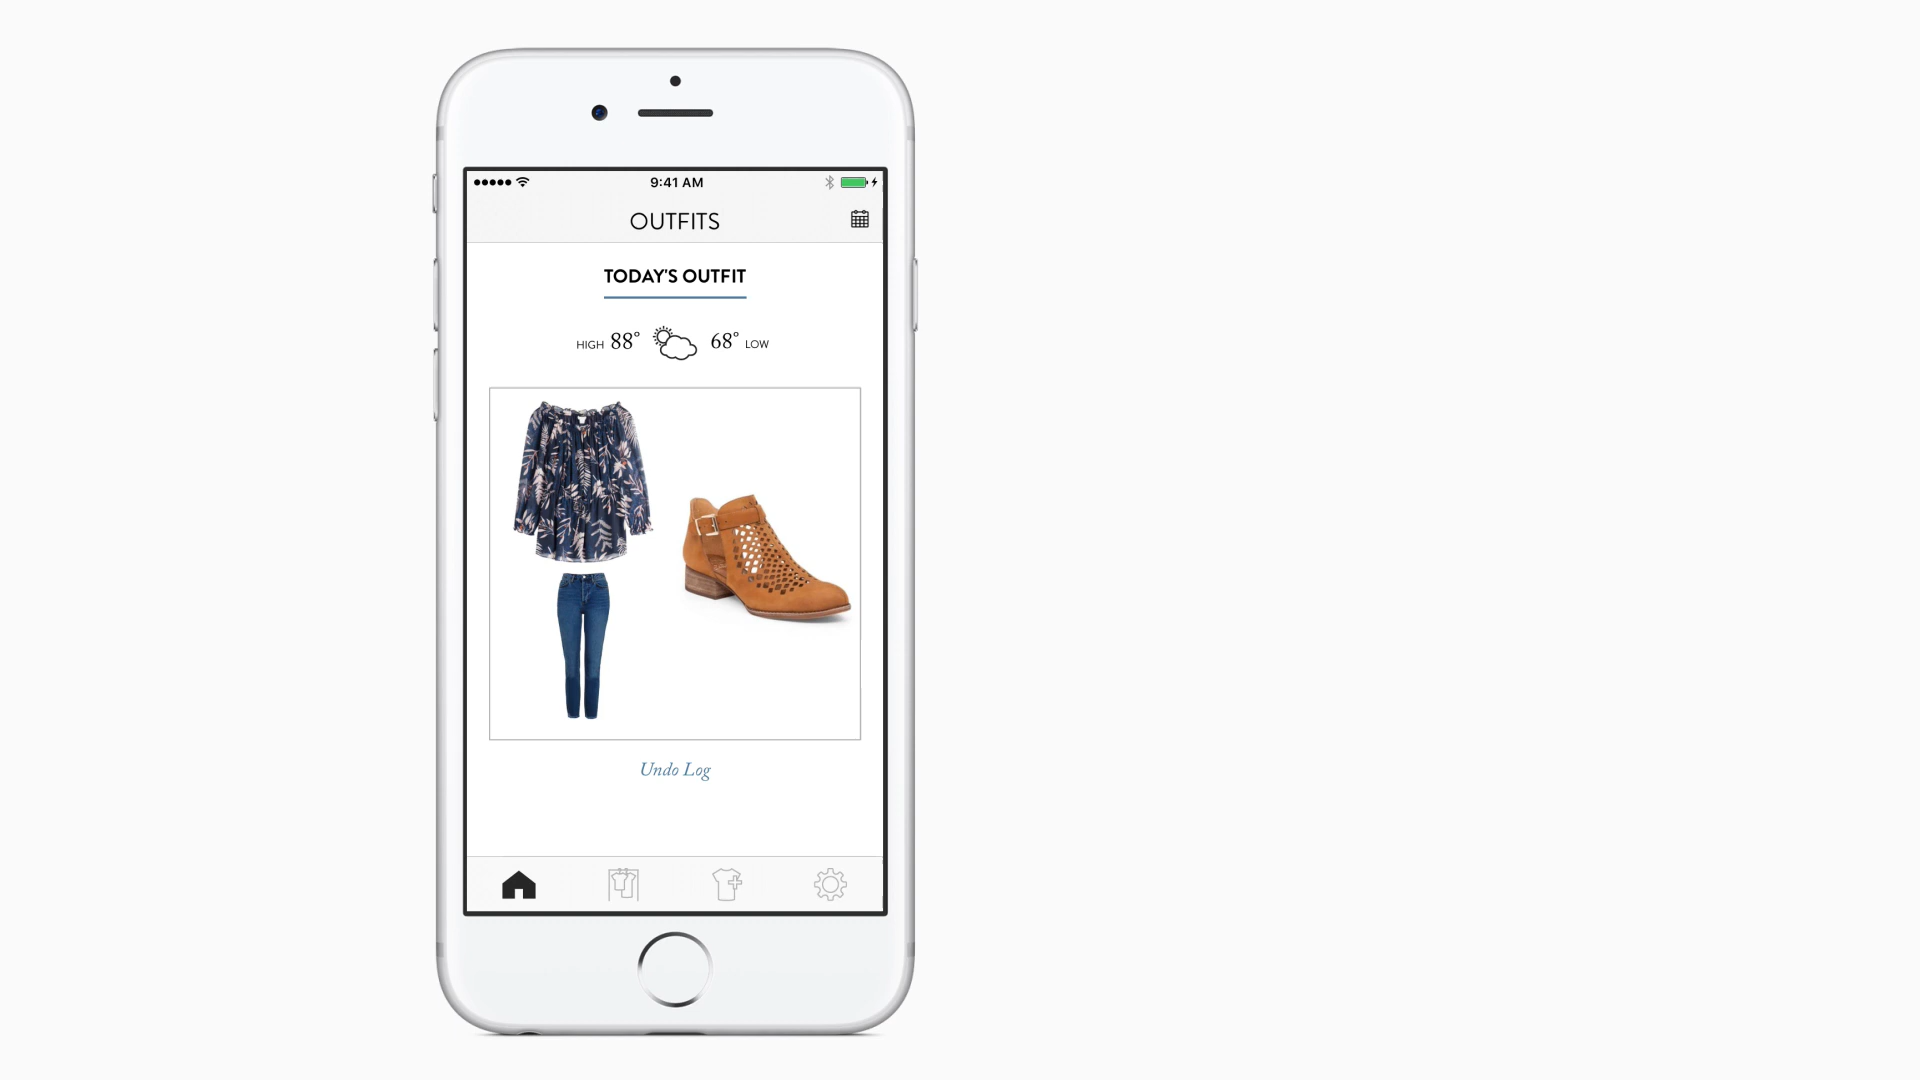 9:41 AM
OUTFITS
TODAY'S OUTFIT
HIGH 88° 68° LOW
Undo Log